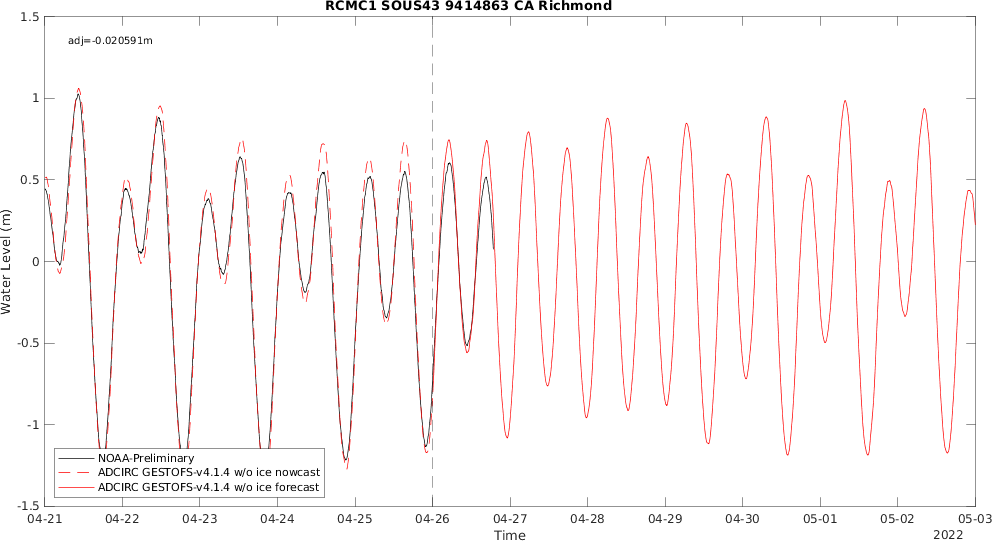 RCMC1 SOUS43 9414863 CA Richmond
adj=-0.020591m
1.5
1
0.5
0
-0.5
-1
-1.5
Water Level (m)
NOAA-Preliminary
ADCIRC GESTOFS-v4.1.4 w/o ice nowcast
ADCIRC GESTOFS-v4.1.4 w/o ice forecast
04-21 04-22 04-23 04-24 04-25 04-26 04-27 04-28 04-29 04-30 05-01 05-02 05-03
Time
2022